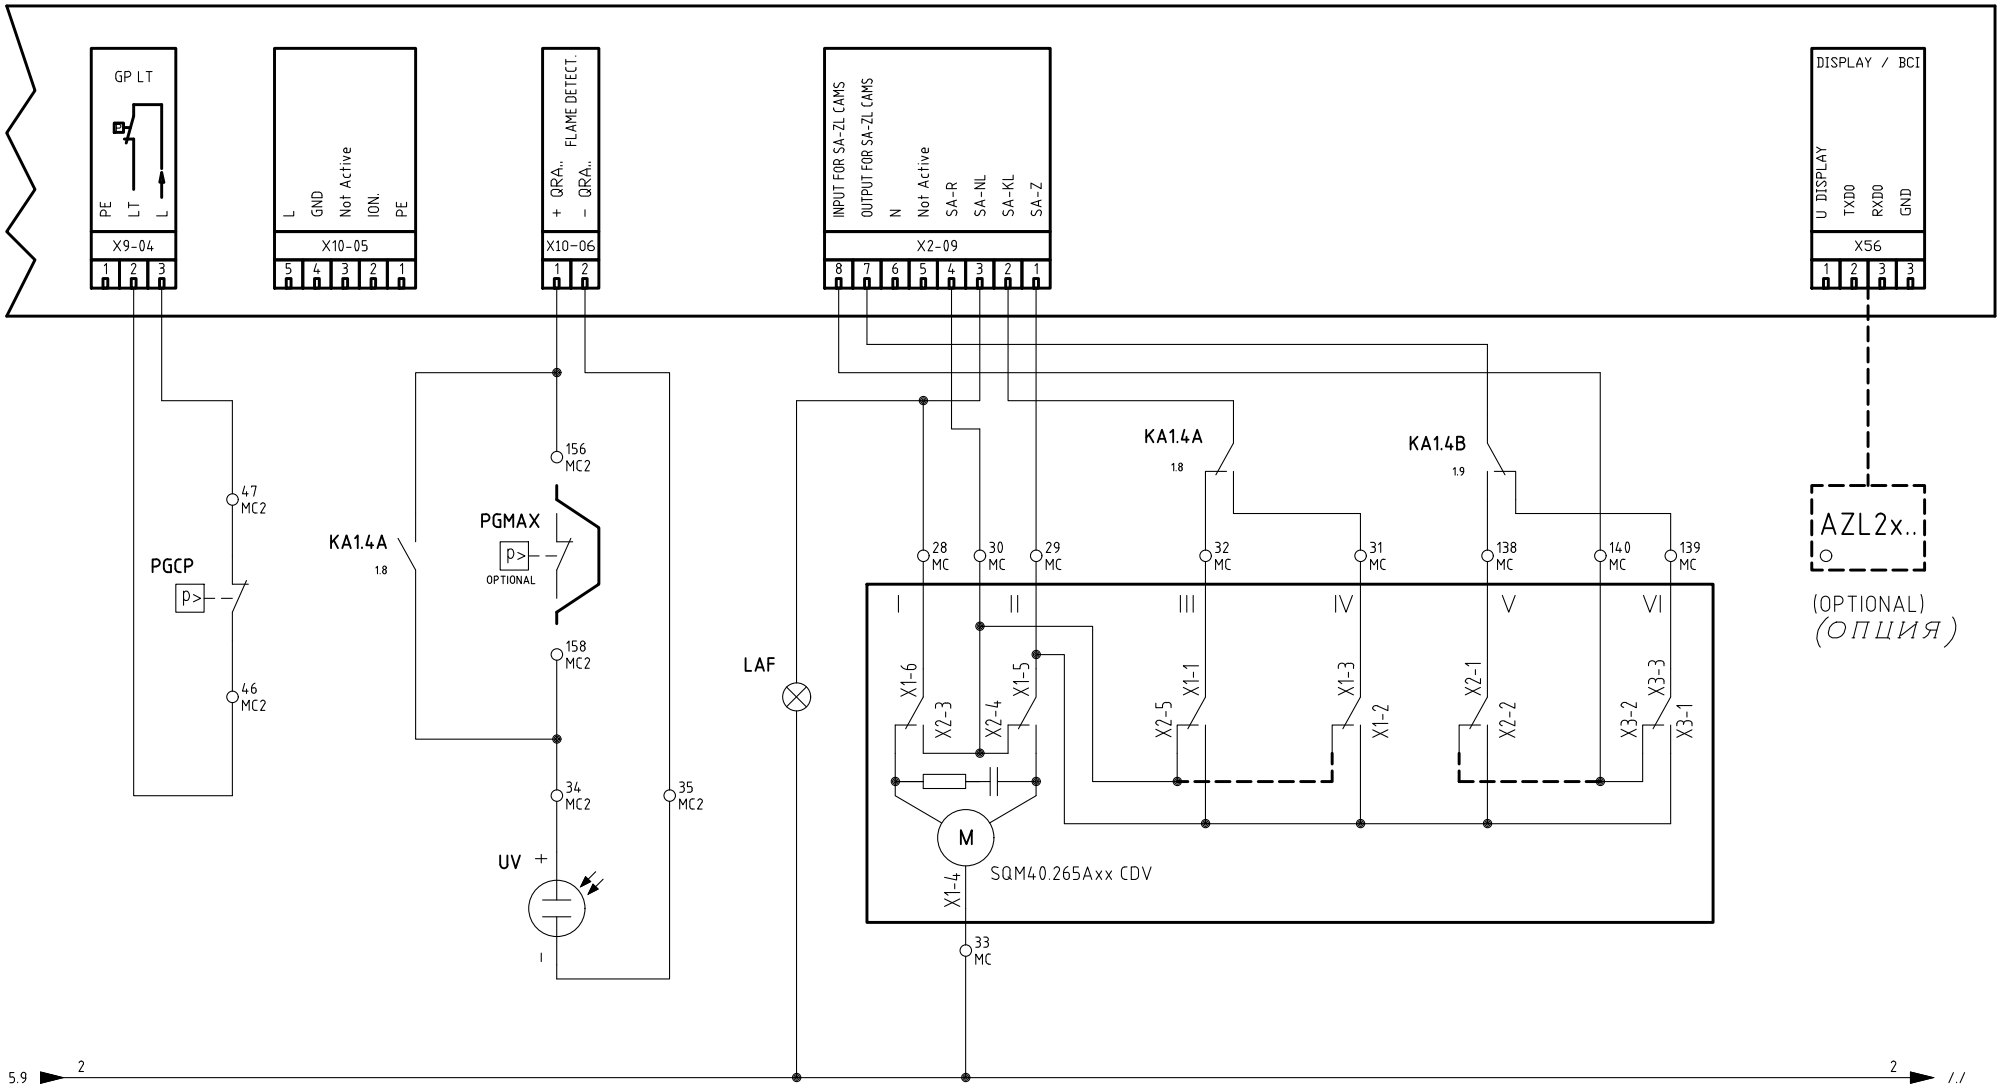 GP LT
P
PE
LT
L
X9-04
1 2 3
L
GND
Not Active
ION.
PE
X10-05
5 4 3 2 1
+ QRA..
- QRA..
FLAME DETECT.
X10-06
1 2
INPUT FOR SA-ZL CAMS
OUTPUT FOR SA-ZL CAMS
N
Not Active
SA-R
SA-NL
SA-KL
SA-Z
X2-09
8 7 6 5 4 3 2 1
DISPLAY / BCI
U DISPLAY
TXD0
RXD0
GND
X56
1 2 3 3
47
MC2
PGCP
P>
46
MC2
KA1.4A
1.8
156
MC2
PGMAX
P>
OPTIONAL
158
MC2
34
MC2
35
MC2
UV
+
-
LAF
KA1.4A
1.8
KA1.4B
1.9
28
MC
30
MC
29
MC
32
MC
31
MC
138
MC
140
MC
139
MC
I
II
III
IV
V
VI
X1-6
X2-3
X2-4
X1-5
X2-5
X1-1
X1-3
X1-2
X2-1
X2-2
X3-2
X3-3
X3-1
M
SQM40.265Axx CDV
X1-4
33
MC
AZL2x..
(OPTIONAL)
(ОПЦИЯ)
5.9
2
2
/./